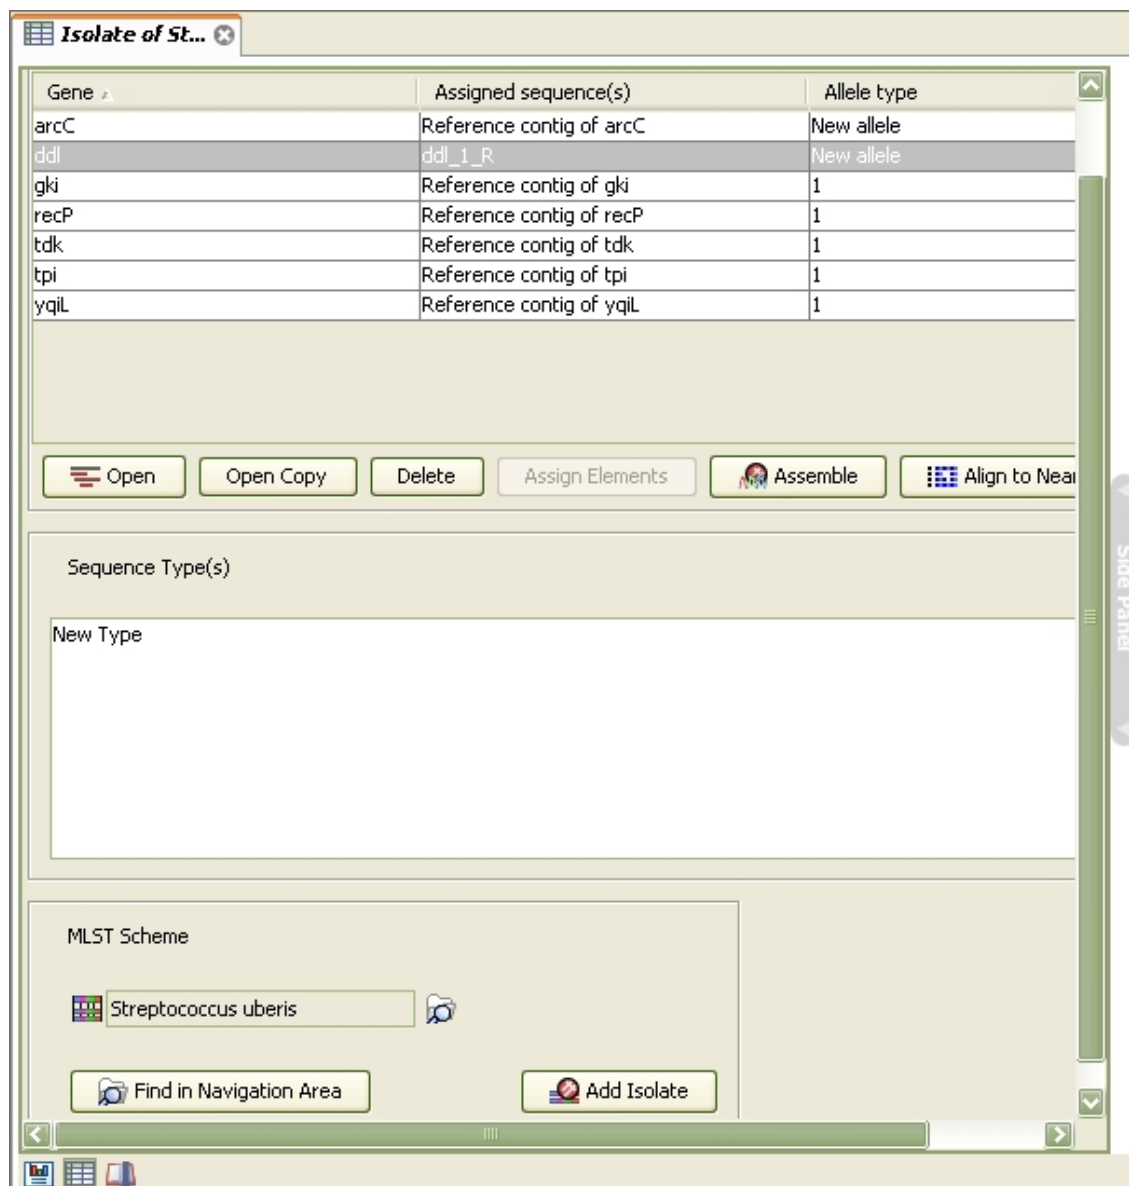 Isolate of St...
Gene Assigned sequence(s) Allele type
arcC Reference contig of arcC New allele
ddl ddl_1_R New allele
gki Reference contig of gki 1
recP Reference contig of recP 1
tdk Reference contig of tdk 1
tpi Reference contig of tpi 1
yqiL Reference contig of yqiL 1
Open Open Copy Delete Assign Elements Assemble Align to Near
Side Panel
Sequence Type(s)
New Type
MLST Scheme
Streptococcus uberis
Find in Navigation Area Add Isolate